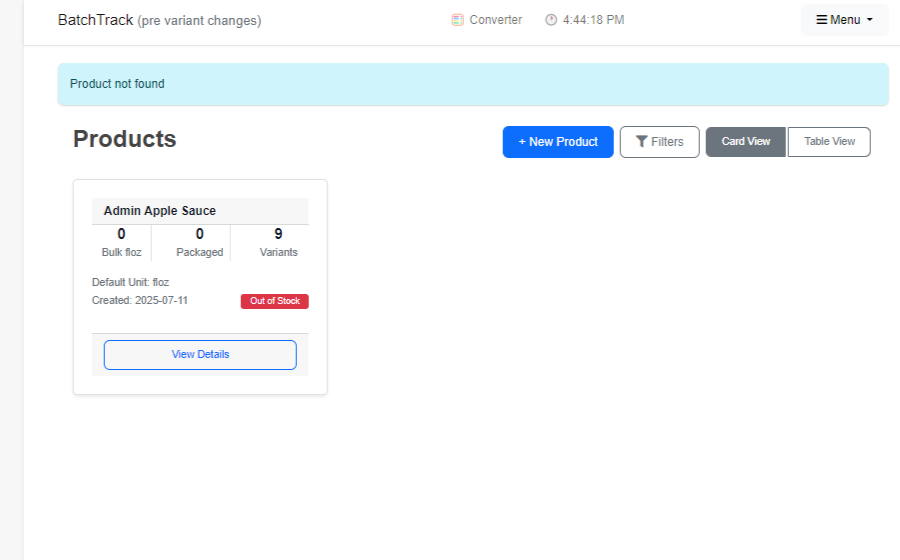 BatchTrack (pre variant changes)
Converter
4:44:18 PM
Menu
Product not found
Products
+ New Product
Filters
Card View
Table View
Admin Apple Sauce
0 0 9
Bulk floz Packaged Variants
Default Unit: floz
Created: 2025-07-11
Out of Stock
View Details